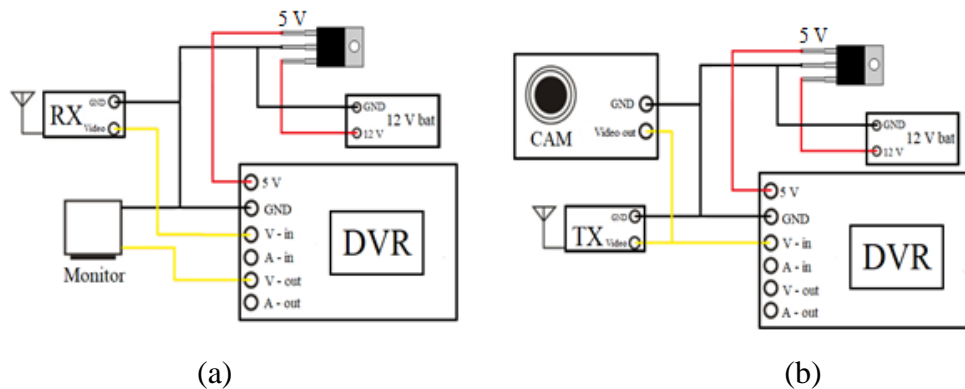 5 V
RX
GND
Video
GND
12 V
12 V bat
Monitor
5 V
GND
V - in
A - in
V - out
A - out
DVR
(a)
5 V
CAM
GND
Video out
GND
12 V
12 V bat
TX
GND
Video
5 V
GND
V - in
A - in
V - out
A - out
DVR
(b)